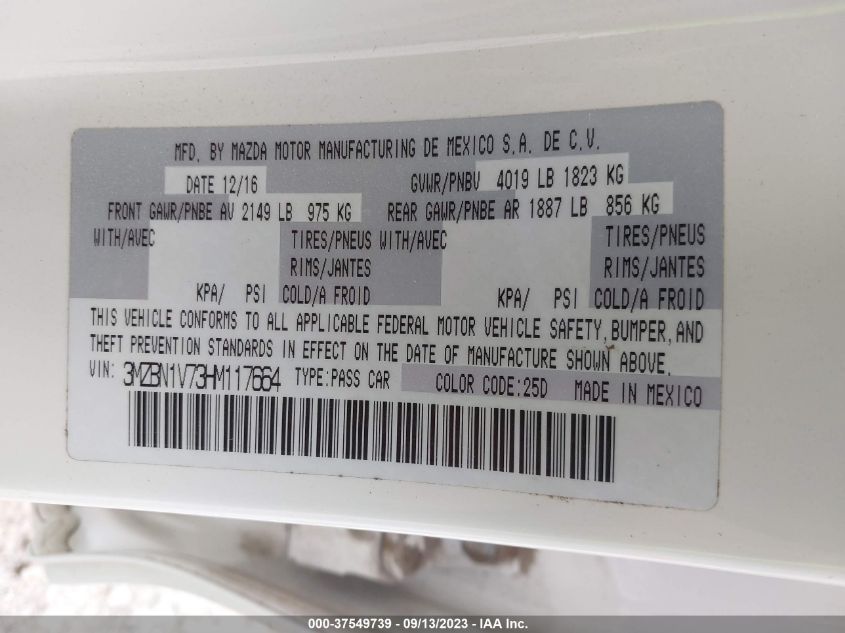 MFD. BY MAZDA MOTOR MANUFACTURING DE MEXICO S.A. DE C.V.
DATE 12/16 GVWR/PNBV 4019 LB 1823 KG
FRONT GAWR/PNBE AV 2149 LB 975 KG REAR GAWR/PNBE AR 1887 LB 856 KG
WITH/AVEC TIRES/PNEUS WITH/AVEC TIRES/PNEUS
RIMS/JANTES RIMS/JANTES
KPA/ PSI COLD/A FROID KPA/ PSI COLD/A FROID
THIS VEHICLE CONFORMS TO ALL APPLICABLE FEDERAL MOTOR VEHICLE SAFETY, BUMPER, AND
THEFT PREVENTION STANDARDS IN EFFECT ON THE DATE OF MANUFACTURE SHOWN ABOVE.
VIN: 3MZBN1V73HM117664 TYPE:PASS CAR COLOR CODE:25D MADE IN MEXICO
000-37549739 - 09/13/2023 - IAA Inc.